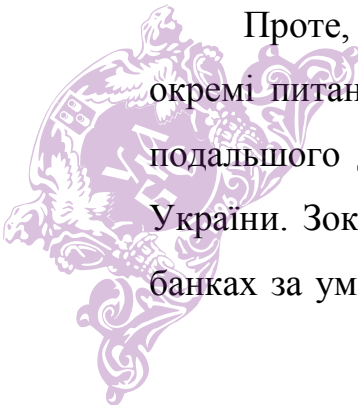 Проте,
окремі питан
подальшого
України. Зок
банках за ум